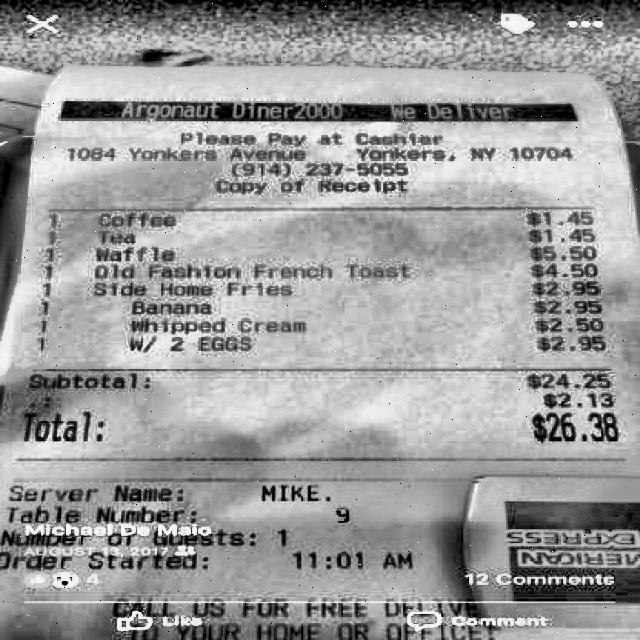 Argonaut Diner2000 We Deliver
Please Pay at Cashier
1084 Yonkers Avenue Yonkers, NY 10704
(914) 237-5055
Copy of Receipt
1 Coffee $1.45
1 Tea $1.45
1 Waffle $5.50
1 Old Fashion French Toast $4.50
1 Side Home Fries $2.95
1 Banana $2.95
1 Whipped Cream $2.50
1 W/ 2 EGGS $2.95
Subtotal: $24.25
: $2.13
Total: $26.38
Server Name: MIKE.
Table Number: 9
Michael De Maio
Number of Guests: 1
AUGUST 13, 2017
Order Started: 11:01 AM
AMERICAN EXPRESS
4
12 Comments
CALL US FOR FREE DELIVE
TO YOUR HOME OR OFFICE!
Like
Comment